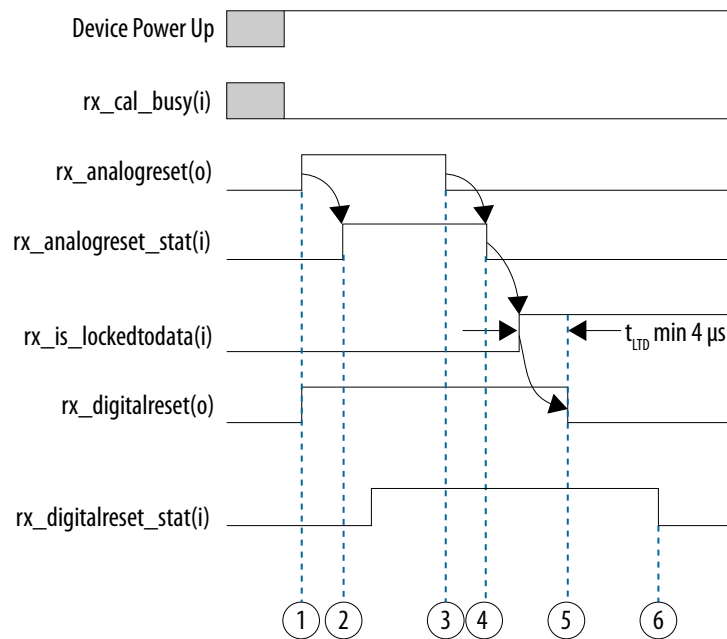 Device Power Up
rx_cal_busy(i)
rx_analogreset(o)
rx_analogreset_stat(i)
rx_is_lockedtodata(i)
t_LTD min 4 µs
rx_digitalreset(o)
rx_digitalreset_stat(i)
1 2 3 4 5 6